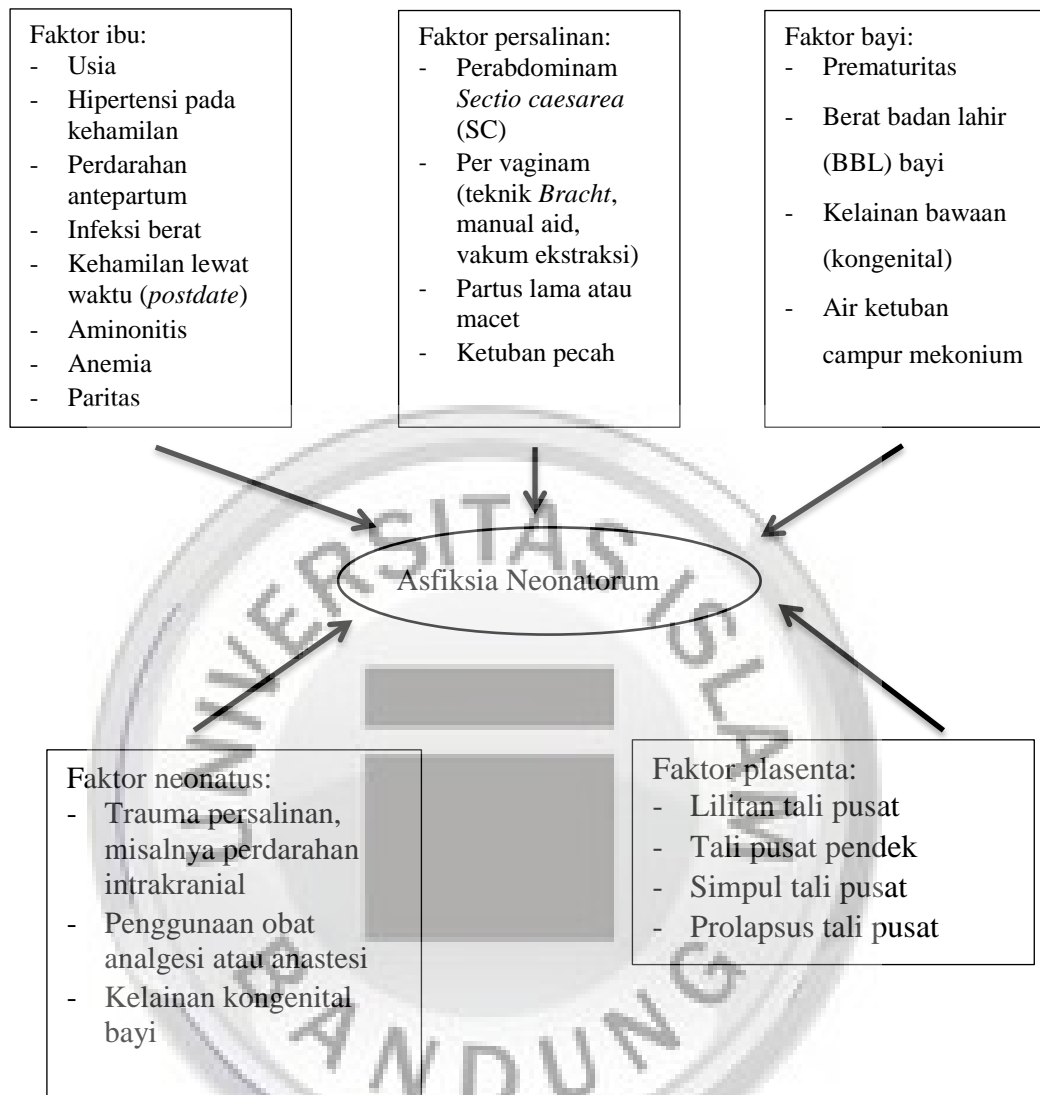 Faktor ibu:
- Usia
- Hipertensi pada
kehamilan
- Perdarahan
antepartum
- Infeksi berat
- Kehamilan lewat
waktu (postdate)
- Aminonitis
- Anemia
- Paritas
Faktor persalinan:
- Perabdominam
Sectio caesarea
(SC)
- Per vaginam
(teknik Bracht,
manual aid,
vakum ekstraksi)
- Partus lama atau
macet
- Ketuban pecah
Faktor bayi:
- Prematuritas
- Berat badan lahir
(BBL) bayi
- Kelainan bawaan
(kongenital)
- Air ketuban
campur mekonium
Asfiksia Neonatorum
Faktor neonatus:
- Trauma persalinan,
misalnya perdarahan
intrakranial
- Penggunaan obat
analgesi atau anastesi
- Kelainan kongenital
bayi
Faktor plasenta:
- Lilitan tali pusat
- Tali pusat pendek
- Simpul tali pusat
- Prolapsus tali pusat
UNIVERSITAS ISLAM
BANDUNG